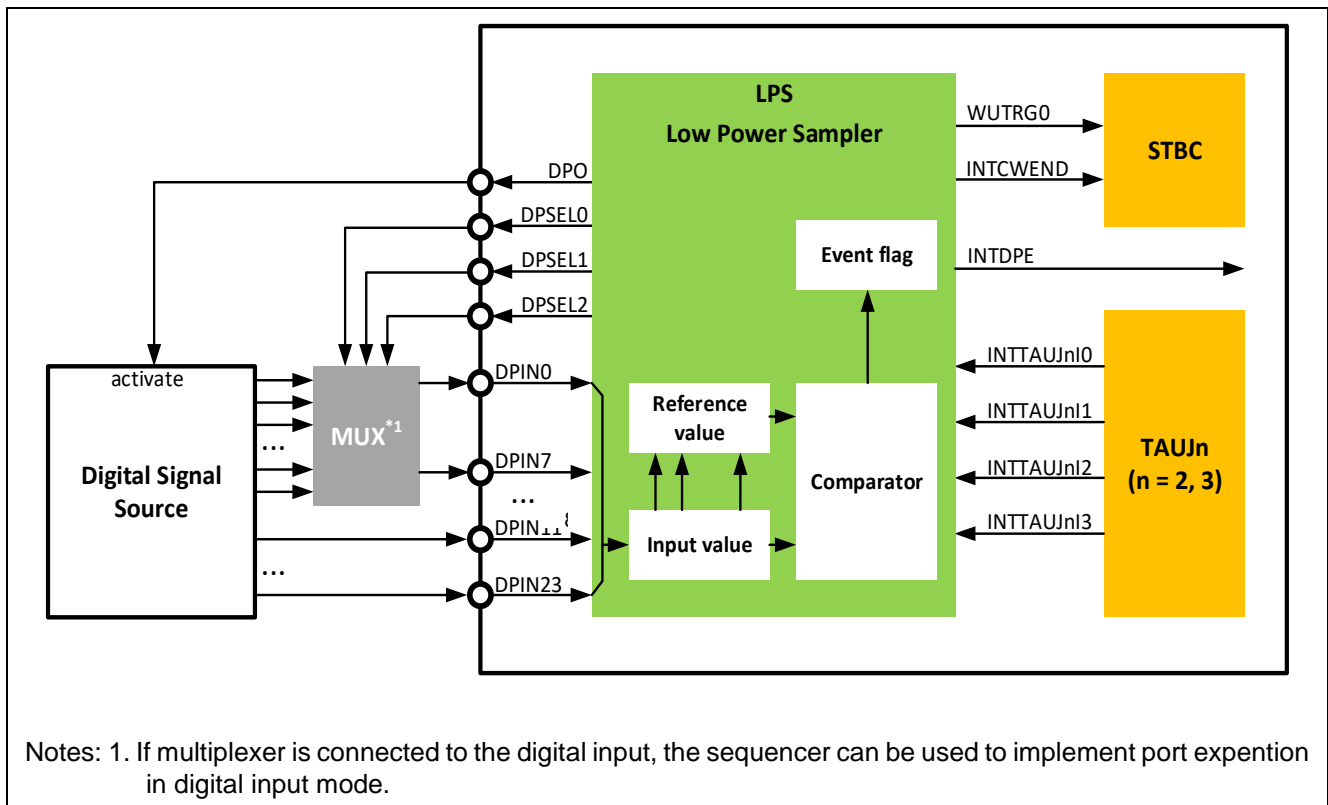 LPS
Low Power Sampler
WUTRG0
STBC
INTCWEND
DPO
DPSEL0
DPSEL1
DPSEL2
Event flag
INTDPE
activate
Digital Signal
Source
...
...
MUX*1
DPIN0
DPIN7
...
DPIN23
Reference
value
Input value
Comparator
INTTAUJnI0
INTTAUJnI1
INTTAUJnI2
INTTAUJnI3
TAUJn
(n = 2, 3)
Notes: 1. If multiplexer is connected to the digital input, the sequencer can be used to implement port expention
in digital input mode.